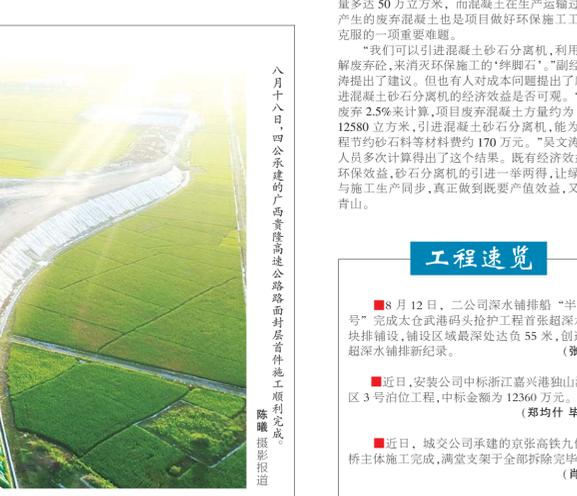 八月十八日，四公承建的广西贵隆高速公路路面封层首件施工顺利完成。
陈曦 摄影报道
量多达 50 万立方米，而混凝土在生产运输过
产生的废弃混凝土也是项目做好环保施工工
克服的一项重要难题。
“我们可以引进混凝土砂石分离机,利用
解废弃砼,来消灭环保施工的‘绊脚石’。”副经
涛提出了建议。但也有人对成本问题提出了
进混凝土砂石分离机的经济效益是否可观。“
废弃 2.5%来计算,项目废弃混凝土方量约为
12580 立方米,引进混凝土砂石分离机,能为
程节约砂石料等材料费约 170 万元。”吴文涛
人员多次计算得出了这个结果。既有经济效益
环保效益,砂石分离机的引进一举两得,让绿
与施工生产同步,真正做到既要产值效益，又
青山。
工程速览
■8 月 12 日，二公司深水铺排船“半
号”完成太仓武港码头抢护工程首张超深水
块排铺设,铺设区域最深处达负 55 米,创造
超深水铺排新纪录。 (张
■近日,安装公司中标浙江嘉兴港独山港
区 3 号泊位工程,中标金额为 12360 万元。
(郑均什 毕
■近日，城交公司承建的京张高铁九
桥主体施工完成,满堂支架于全部拆除完毕
(肖